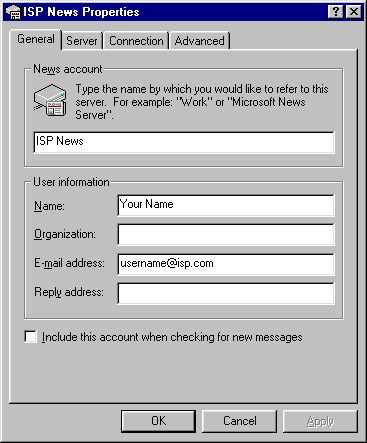 ISP News Properties
General Server Connection Advanced
News account
Type the name by which you would like to refer to this
server. For example: "Work" or "Microsoft News
Server".
ISP News
User information
Name: Your Name
Organization:
E-mail address: username@isp.com
Reply address:
Include this account when checking for new messages
OK Cancel Apply